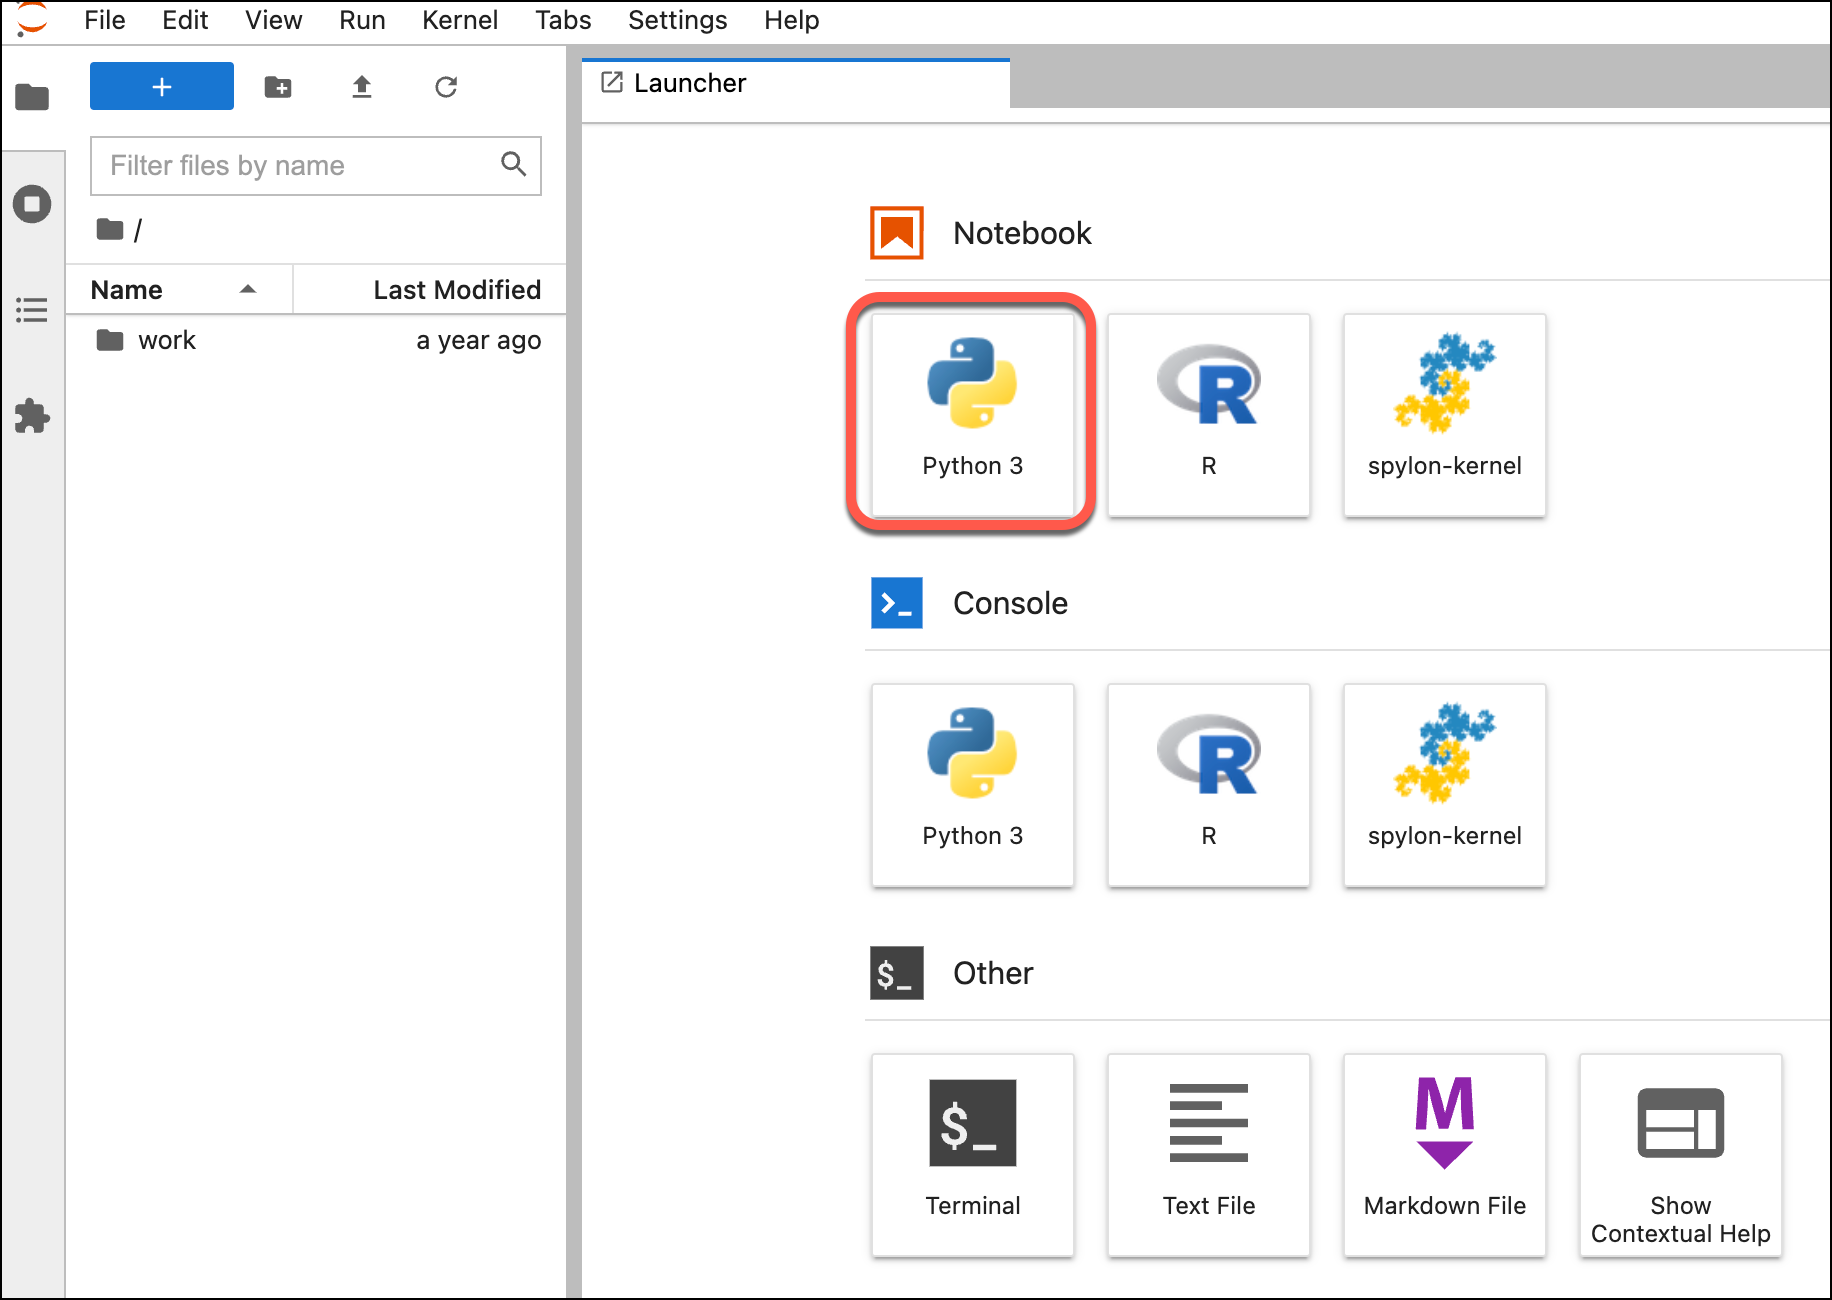 File Edit View Run Kernel Tabs Settings Help
+
Launcher
Filter files by name
/
Name Last Modified
work a year ago
Notebook
Python 3 R spylon-kernel
Console
Python 3 R spylon-kernel
$_ Other
$_ M
Terminal Text File Markdown File Show
Contextual Help